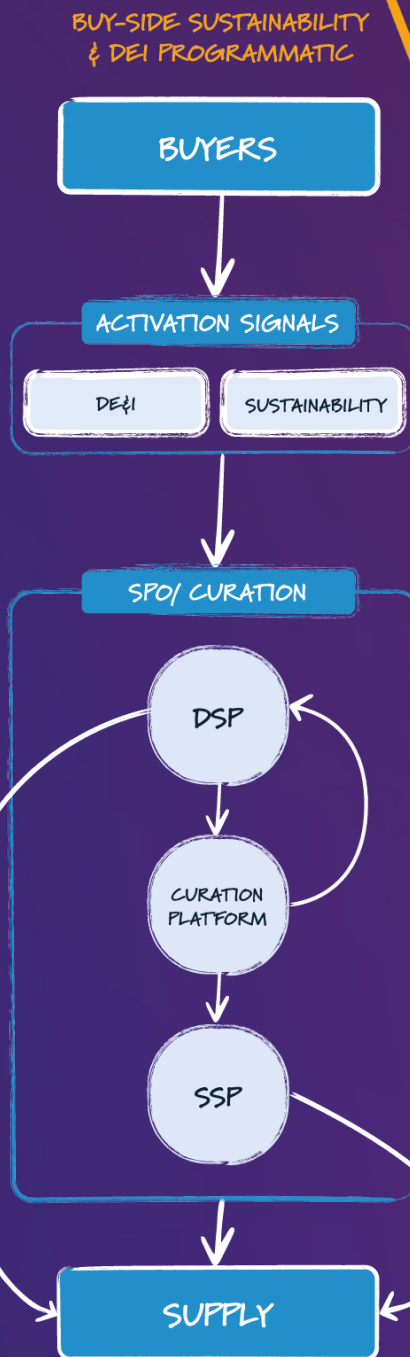 BUY-SIDE SUSTAINABILITY
& DEI PROGRAMMATIC
BUYERS
ACTIVATION SIGNALS
DE&I
SUSTAINABILITY
SPO/ CURATION
DSP
CURATION
PLATFORM
SSP
SUPPLY